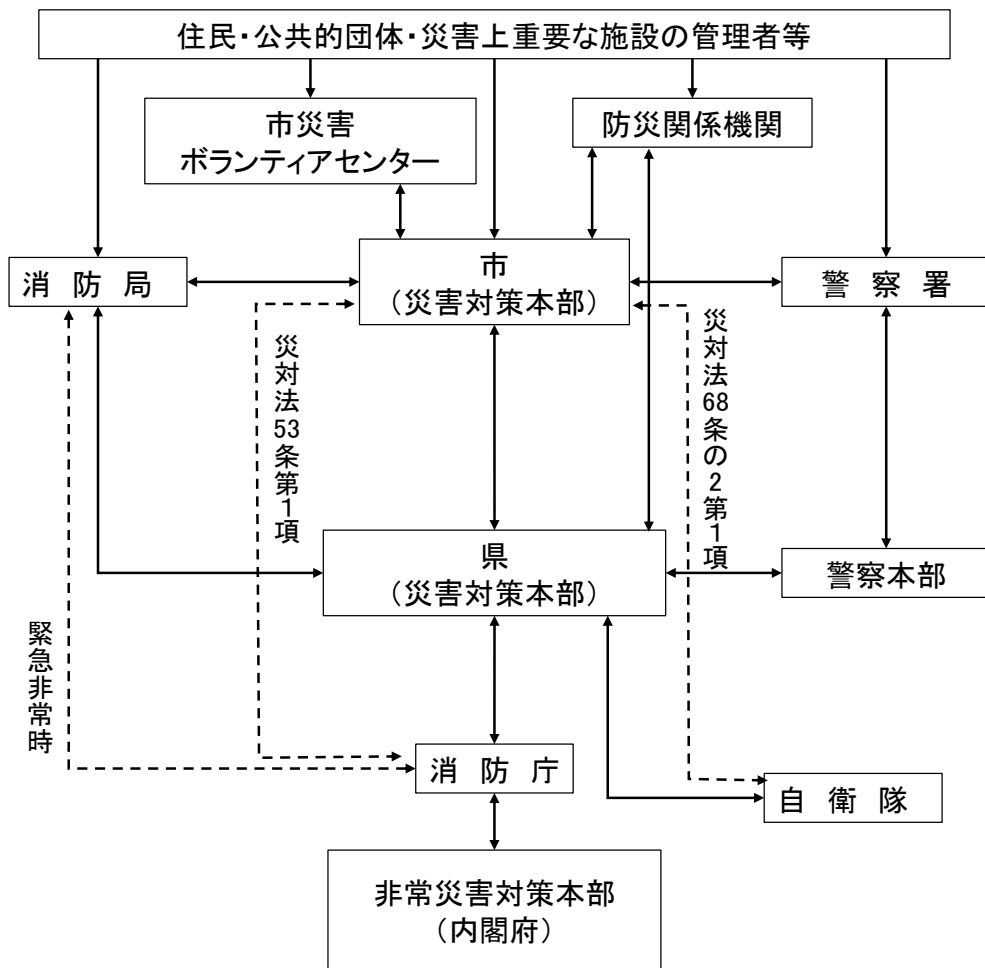 住民・公共的団体・災害上重要な施設の管理者等
市災害
ボランティアセンター
防災関係機関
消 防 局
市
（災害対策本部）
警 察 署
災対法53条第1項
災対法68条の2第1項
県
（災害対策本部）
警察本部
緊急非常時
消 防 庁
自 衛 隊
非常災害対策本部
（内閣府）